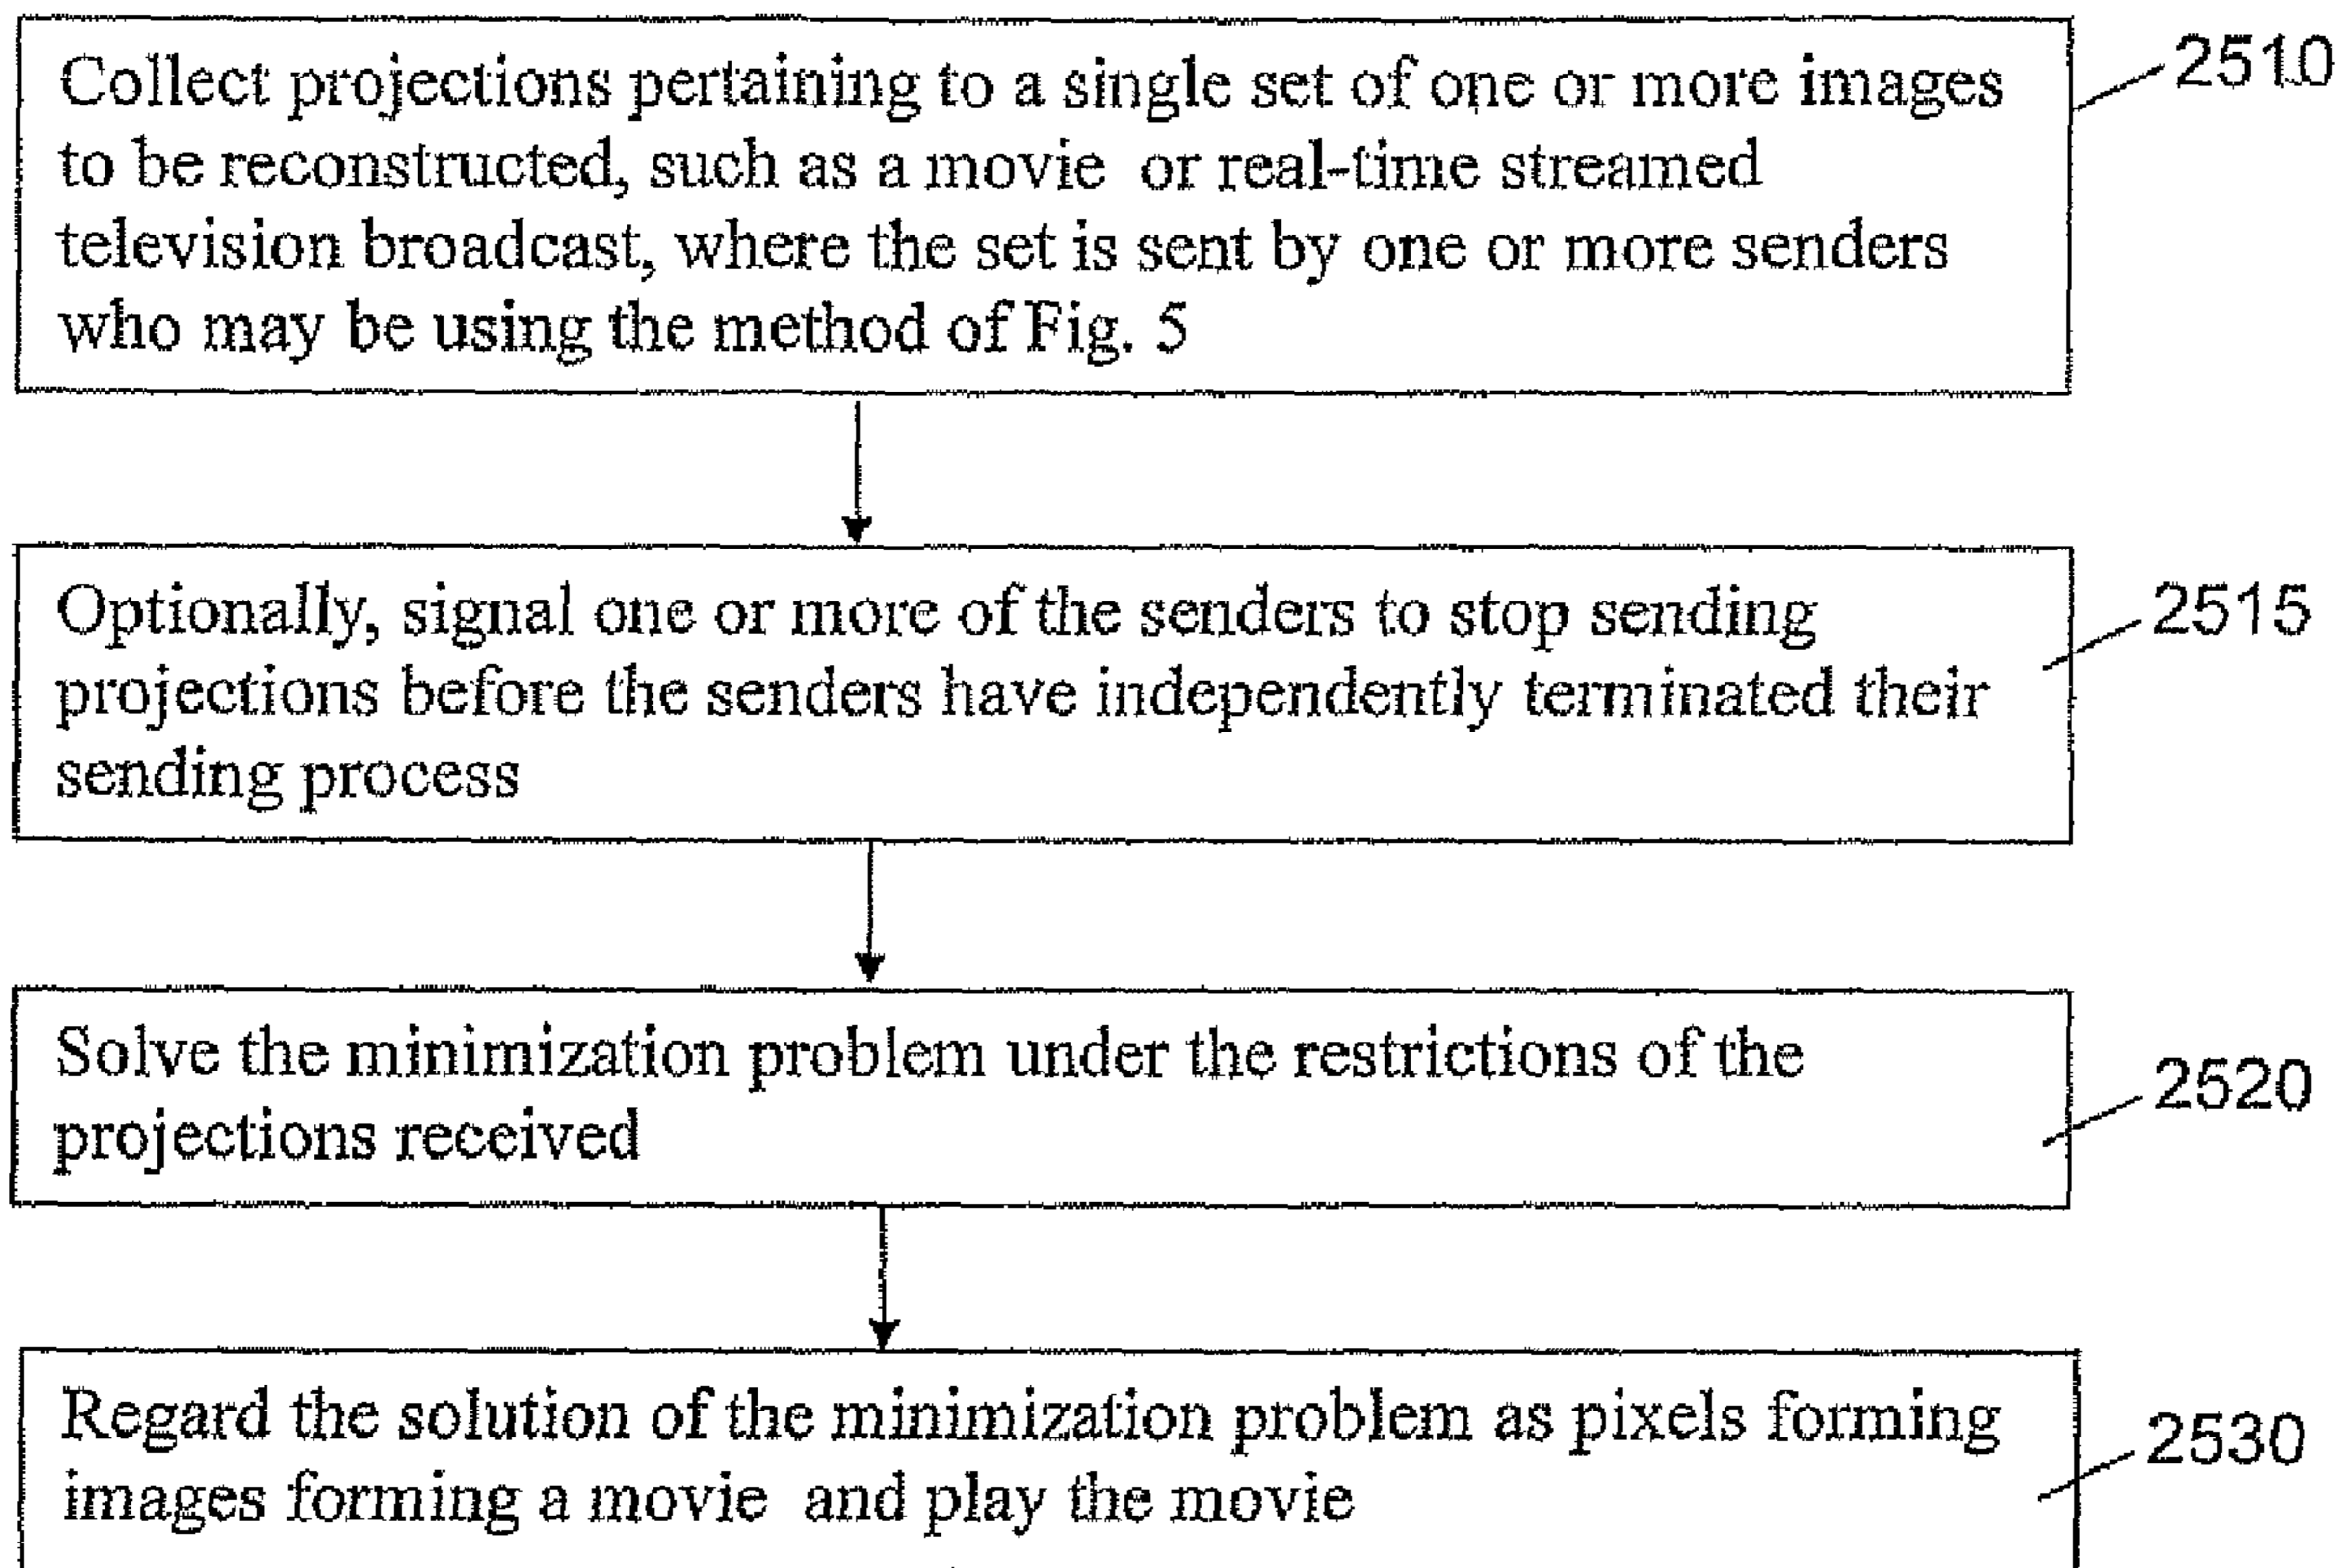 Collect projections pertaining to a single set of one or more images
to be reconstructed, such as a movie or real-time streamed
television broadcast, where the set is sent by one or more senders
who may be using the method of Fig. 5
2510
Optionally, signal one or more of the senders to stop sending
projections before the senders have independently terminated their
sending process
2515
Solve the minimization problem under the restrictions of the
projections received
2520
Regard the solution of the minimization problem as pixels forming
images forming a movie and play the movie
2530